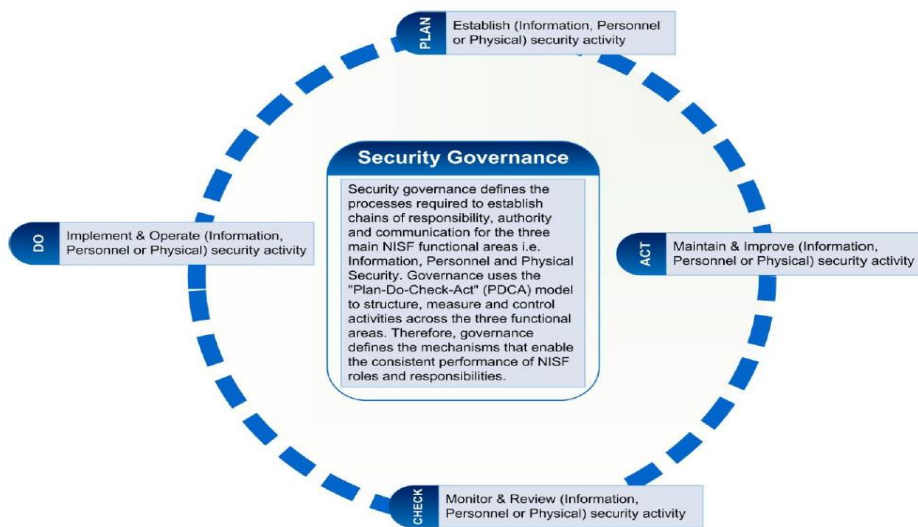 PLAN
Establish (Information, Personnel
or Physical) security activity
Security Governance
Security governance defines the
processes required to establish
chains of responsibility, authority
and communication for the three
main NISF functional areas i.e.
Information, Personnel and Physical
Security. Governance uses the
"Plan-Do-Check-Act" (PDCA) model
to structure, measure and control
activities across the three functional
areas. Therefore, governance
defines the mechanisms that enable
the consistent performance of NISF
roles and responsibilities.
DO
Implement & Operate (Information,
Personnel or Physical) security activity
ACT
Maintain & Improve (Information,
Personnel or Physical) security activity
CHECK
Monitor & Review (Information,
Personnel or Physical) security activity